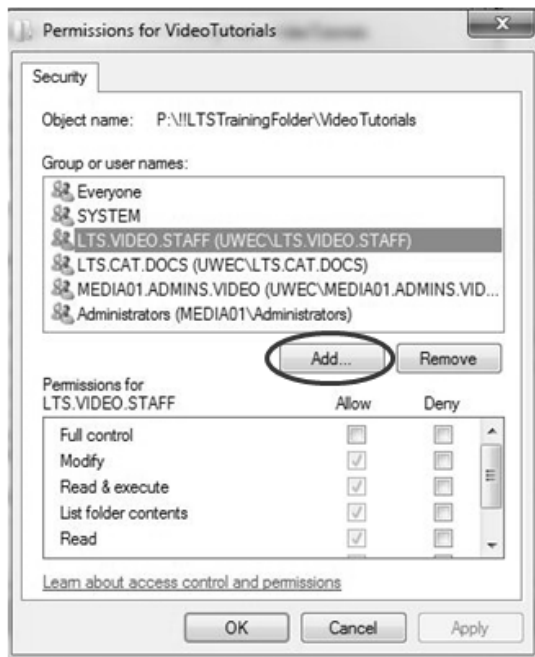 Permissions for VideoTutorials
Security
Object name: P:\!!LTSTrainingFolder\VideoTutorials
Group or user names:
Everyone
SYSTEM
LTS.VIDEO.STAFF (UWEC\LTS.VIDEO.STAFF)
LTS.CAT.DOCS (UWEC\LTS.CAT.DOCS)
MEDIA01.ADMINS.VIDEO (UWEC\MEDIA01.ADMINS.VID...
Administrators (MEDIA01\Administrators)
Add... Remove
Permissions for
LTS.VIDEO.STAFF Allow Deny
Full control
Modify
Read & execute
List folder contents
Read
Learn about access control and permissions
OK Cancel Apply